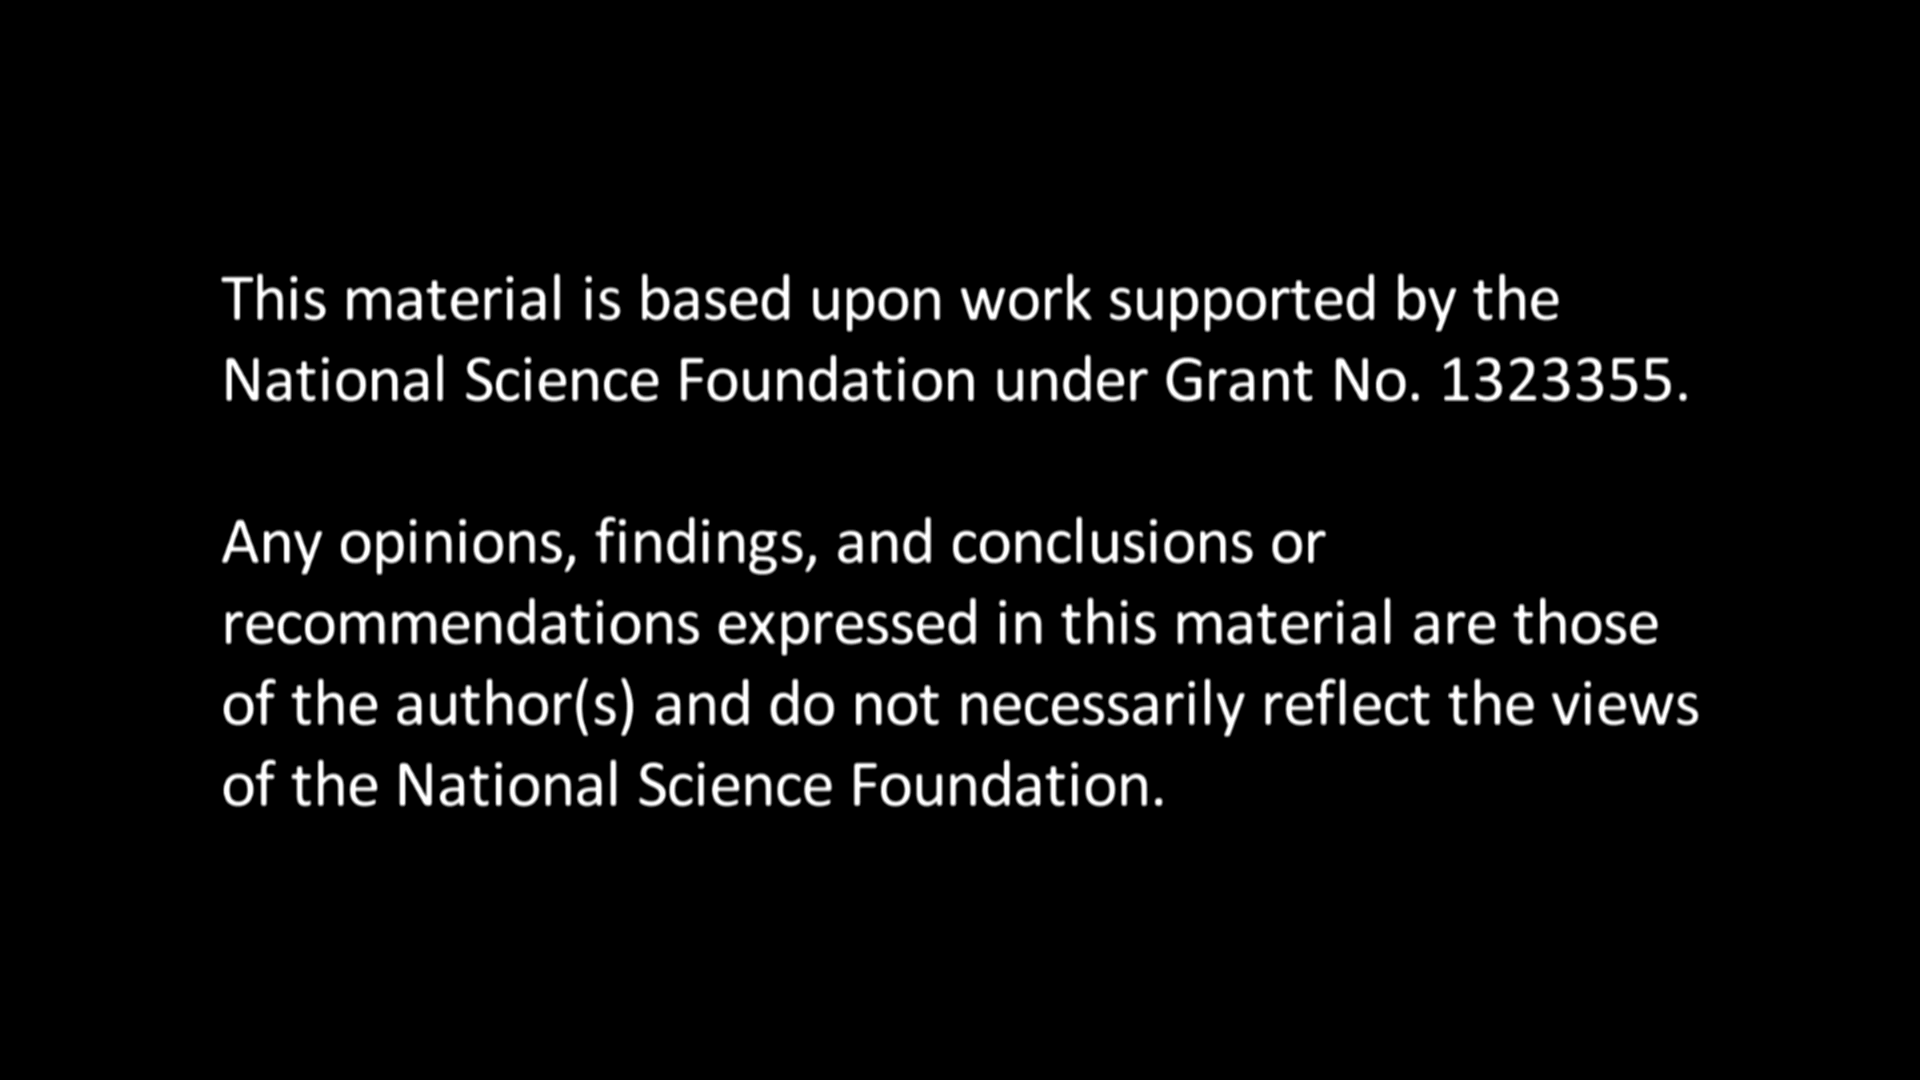 This material is based upon work supported by the
National Science Foundation under Grant No. 1323355.
Any opinions, findings, and conclusions or
recommendations expressed in this material are those
of the author(s) and do not necessarily reflect the views
of the National Science Foundation.